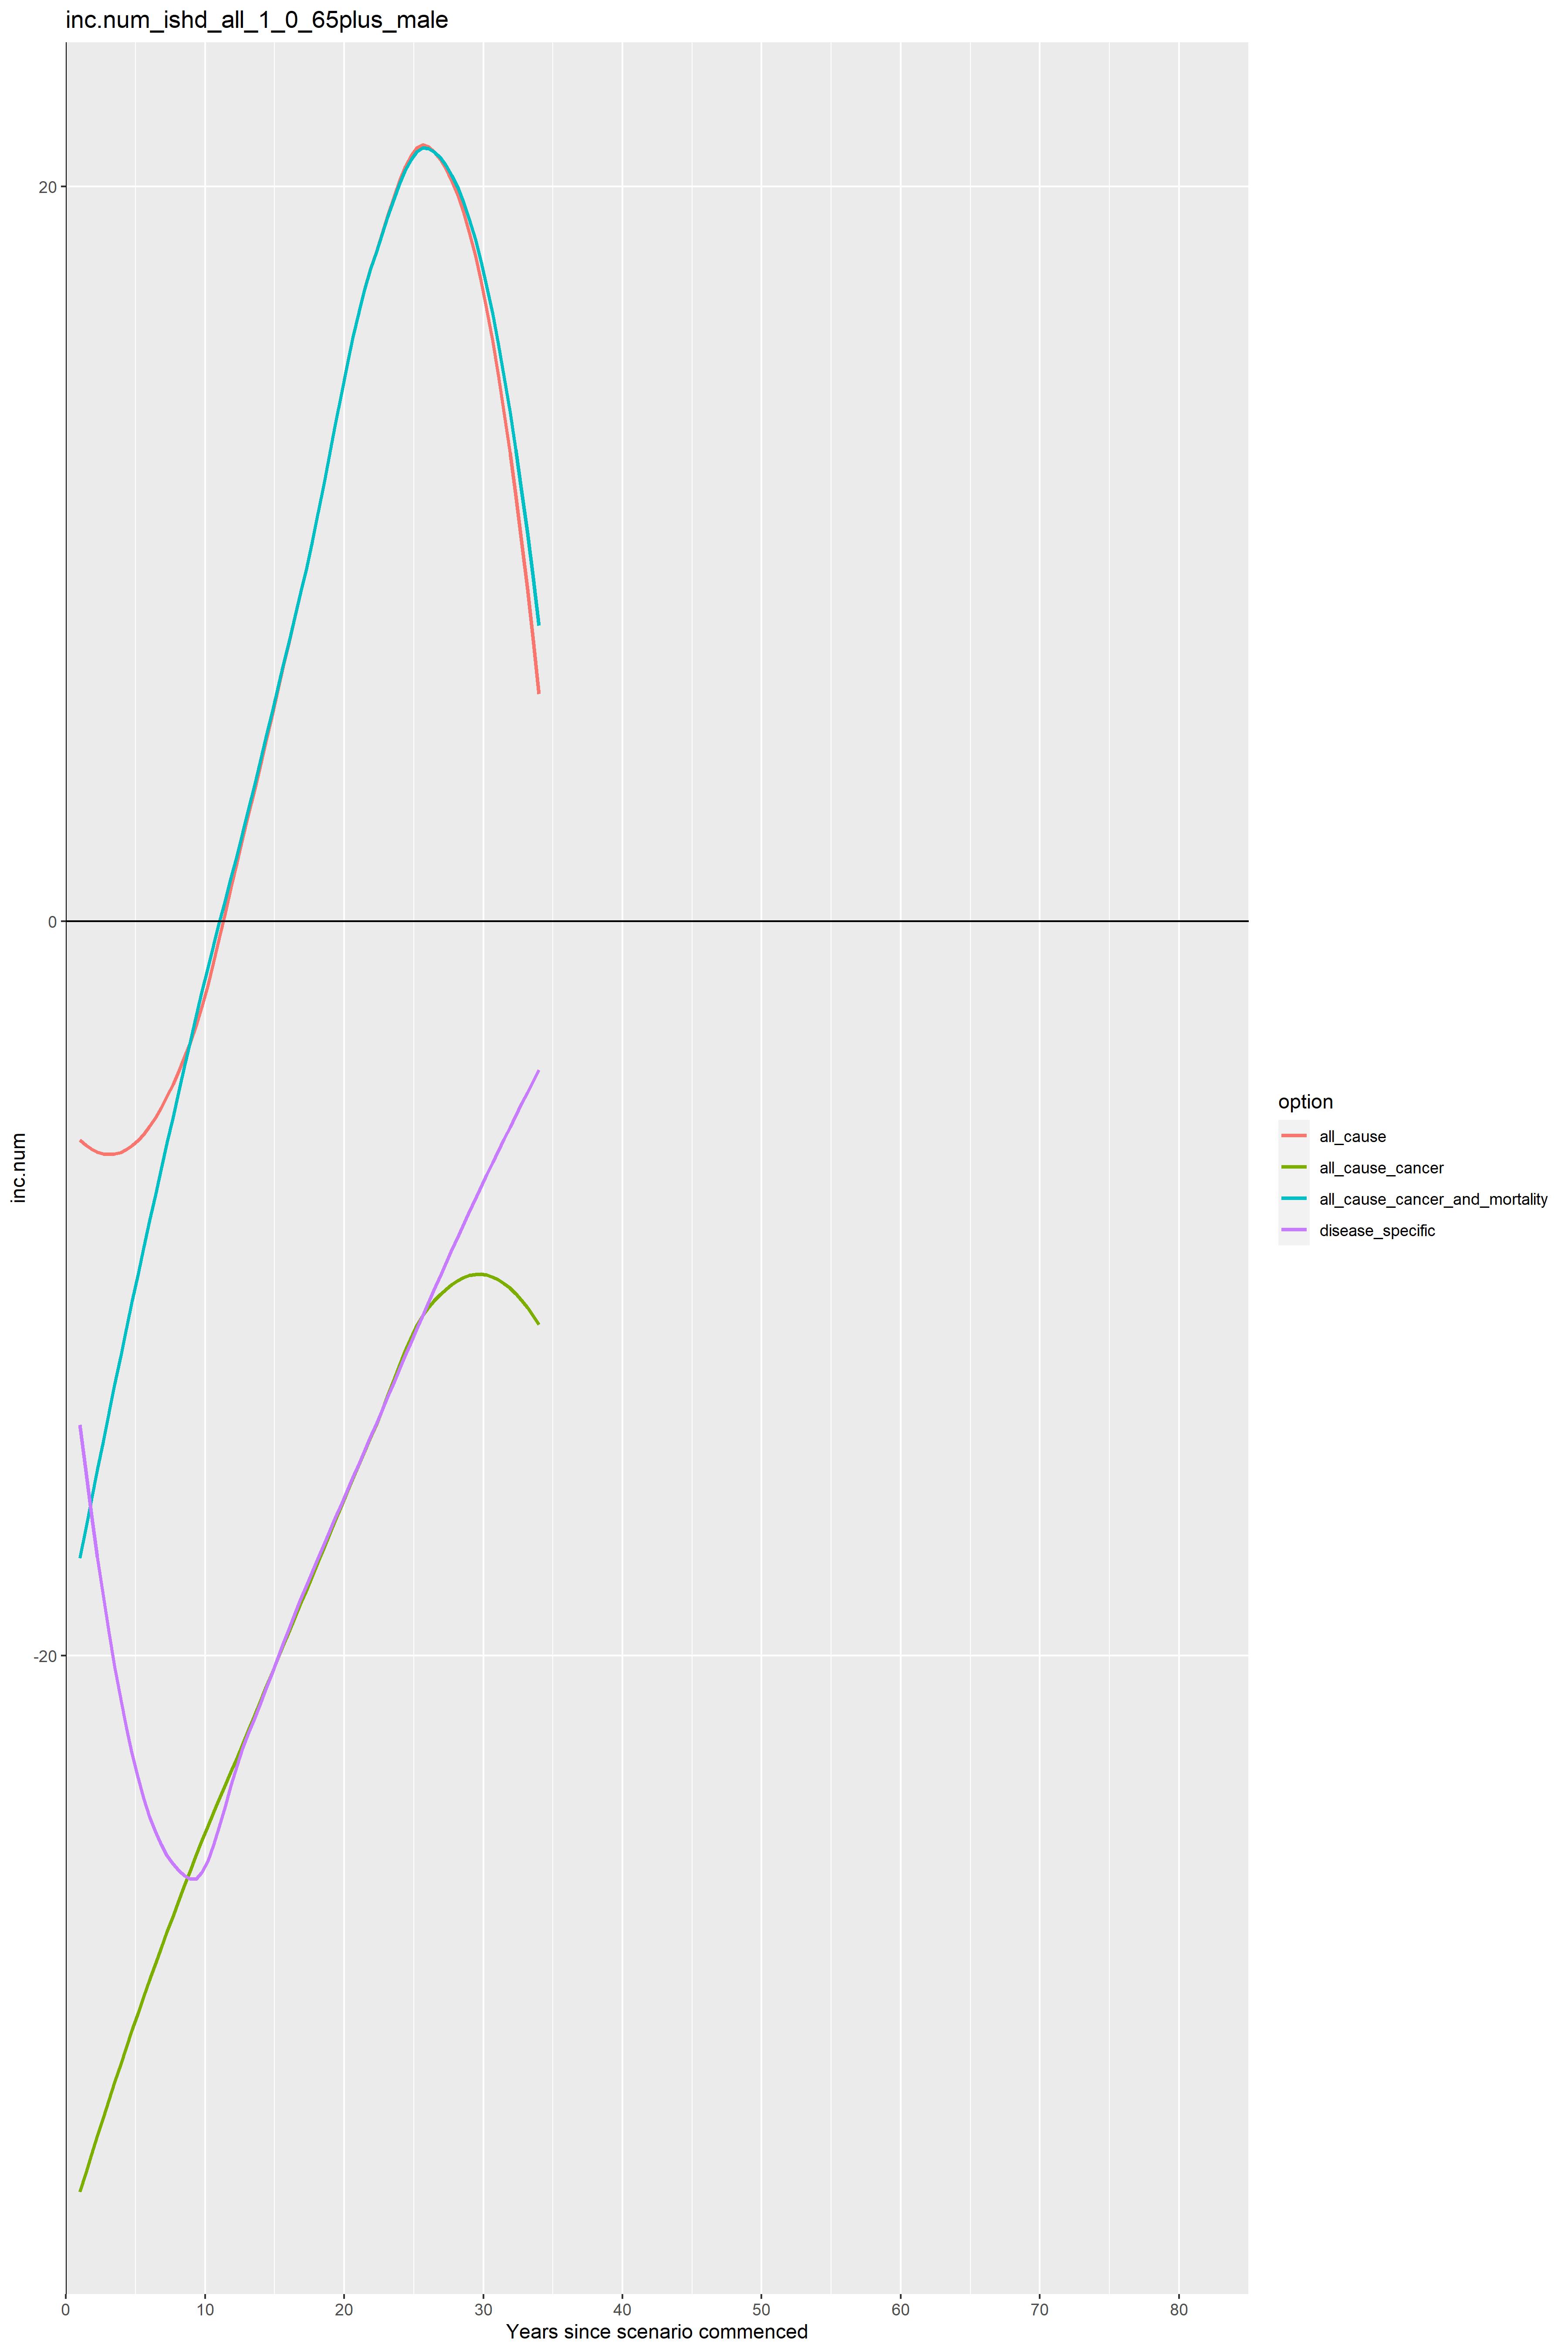 inc.num_ishd_all_1_0_65plus_male
20
0
-20
inc.num
0 10 20 30 40 50 60 70 80
Years since scenario commenced
option
all_cause
all_cause_cancer
all_cause_cancer_and_mortality
disease_specific